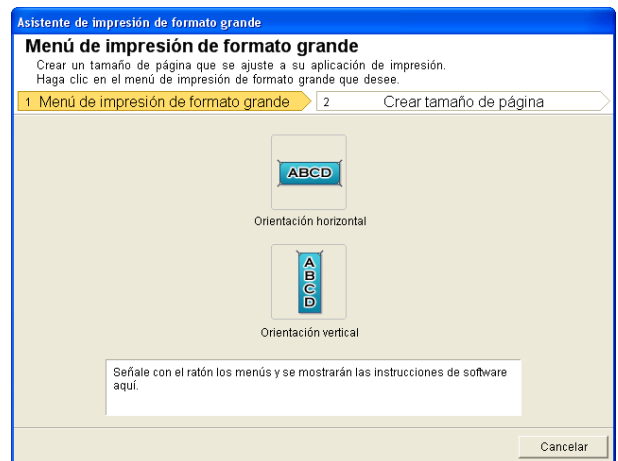 Asistente de impresión de formato grande
Menú de impresión de formato grande
Crear un tamaño de página que se ajuste a su aplicación de impresión.
Haga clic en el menú de impresión de formato grande que desee.
1 Menú de impresión de formato grande
2 Crear tamaño de página
ABCD
Orientación horizontal
A
B
C
D
Orientación vertical
Señale con el ratón los menús y se mostrarán las instrucciones de software
aquí.
Cancelar